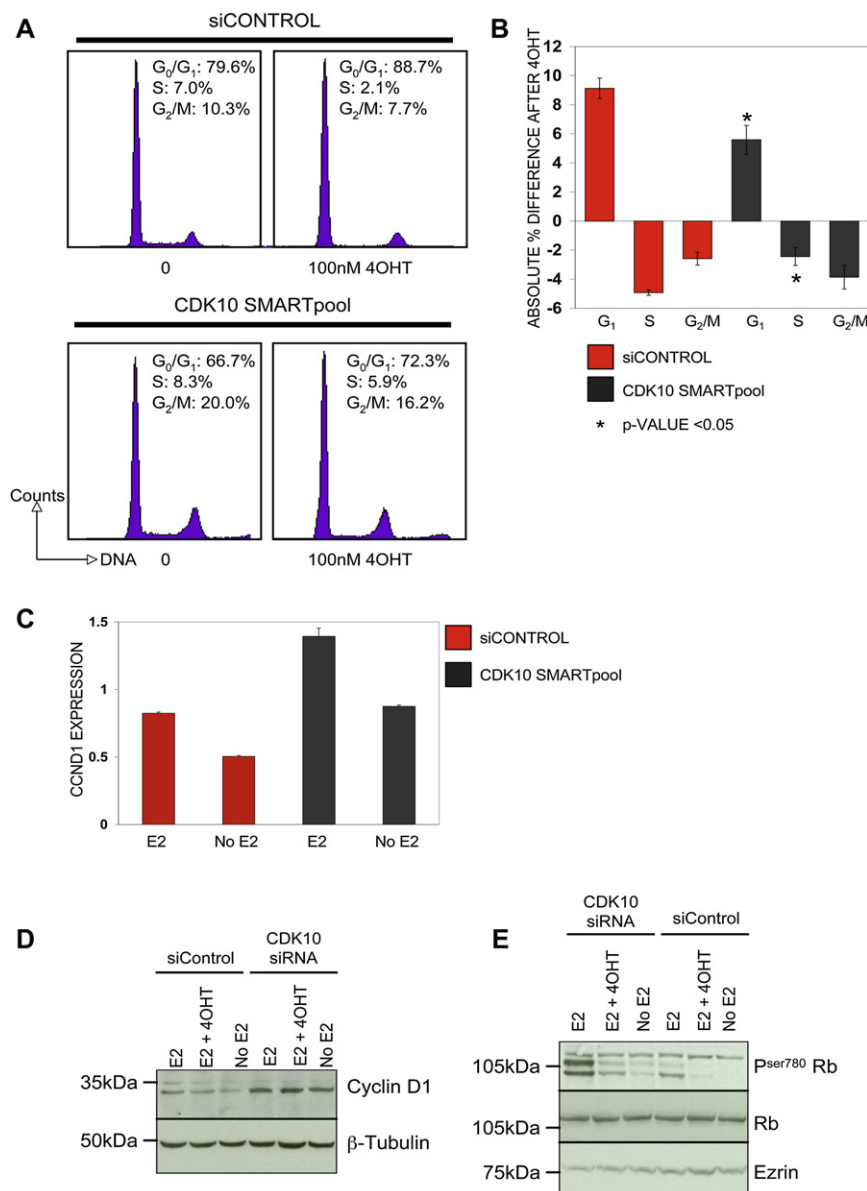 A
siCONTROL
G₀/G₁: 79.6%
S: 7.0%
G₂/M: 10.3%
0
G₀/G₁: 88.7%
S: 2.1%
G₂/M: 7.7%
100nM 4OHT
CDK10 SMARTpool
G₀/G₁: 66.7%
S: 8.3%
G₂/M: 20.0%
0
G₀/G₁: 72.3%
S: 5.9%
G₂/M: 16.2%
100nM 4OHT
Counts
DNA
B
ABSOLUTE % DIFFERENCE AFTER 4OHT
12
10
8
6
4
2
0
-2
-4
-6
*
*
G₁ S G₂/M G₁ S G₂/M
siCONTROL
CDK10 SMARTpool
* p-VALUE <0.05
C
CCND1 EXPRESSION
1.5
1
0.5
0
E2 No E2 E2 No E2
siCONTROL
CDK10 SMARTpool
D
siControl
CDK10
siRNA
E2
E2 + 4OHT
No E2
E2
E2 + 4OHT
No E2
35kDa
Cyclin D1
50kDa
β-Tubulin
E
CDK10
siRNA
siControl
E2
E2 + 4OHT
No E2
E2
E2 + 4OHT
No E2
105kDa
Pˢᵉʳ⁷⁸⁰ Rb
105kDa
Rb
75kDa
Ezrin